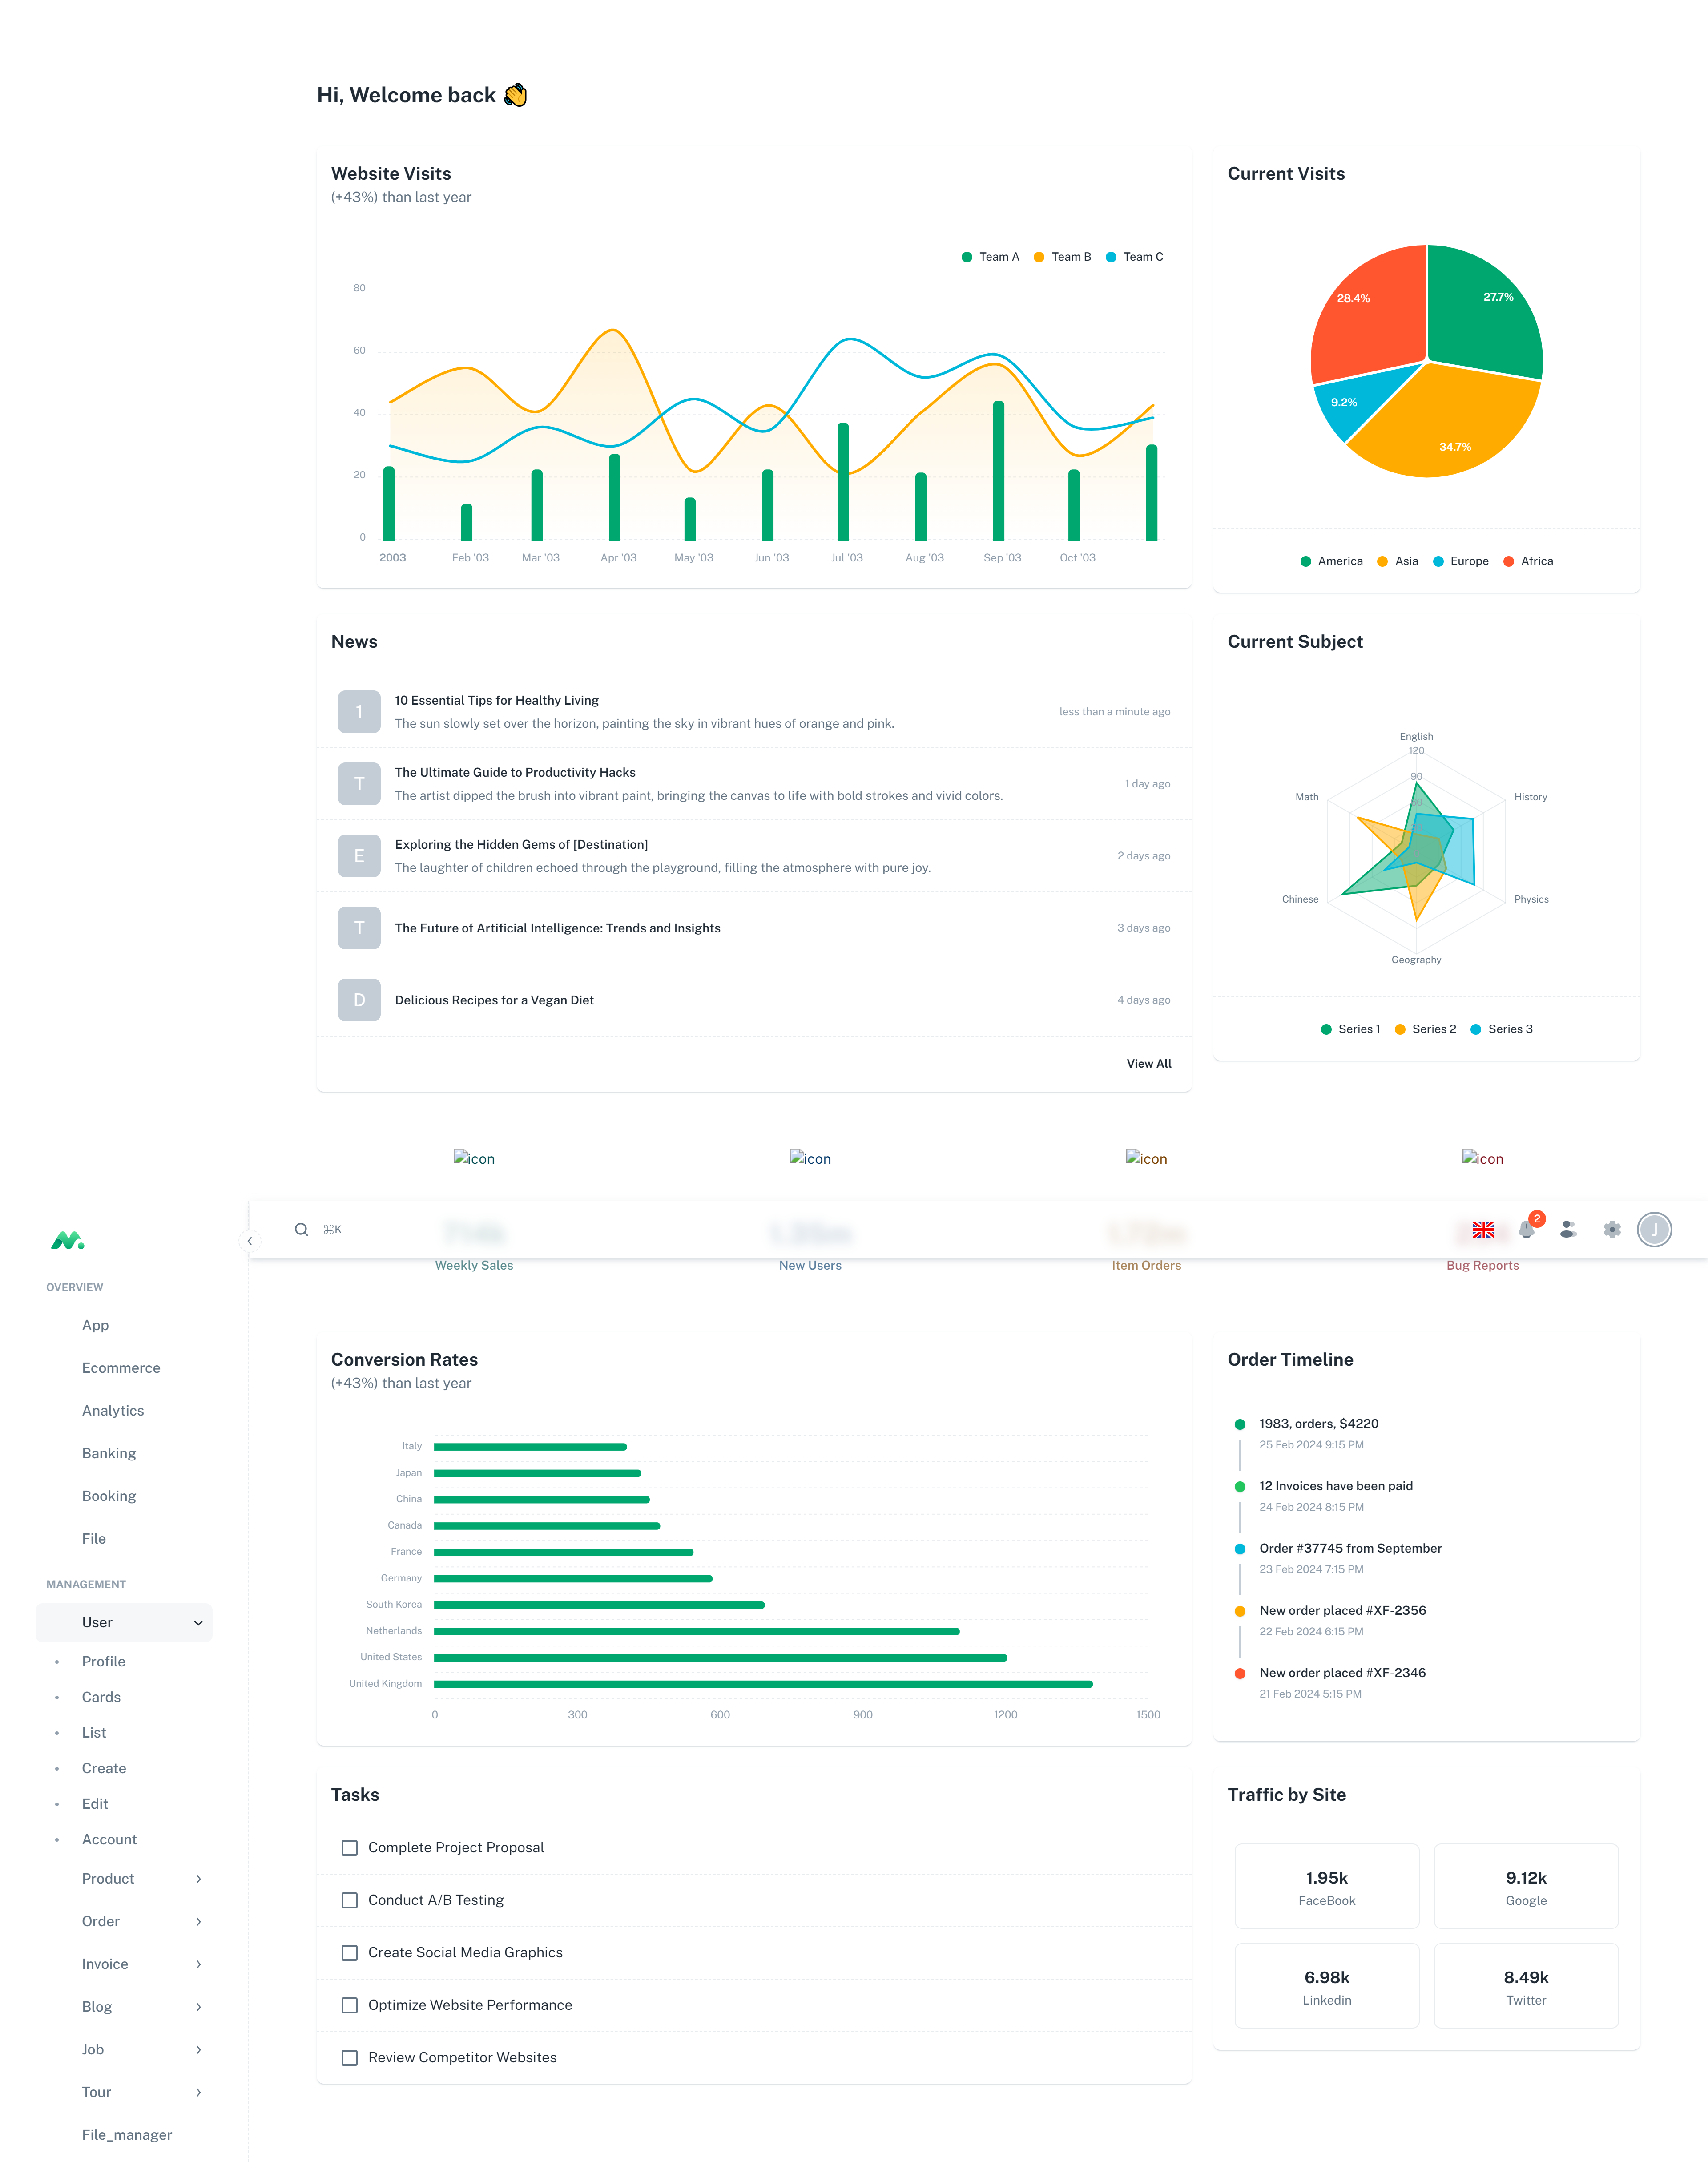 Hi, Welcome back 👋
Website Visits
(+43%) than last year
Team A
Team B
Team C
80
60
40
20
0
2003
Feb '03
Mar '03
Apr '03
May '03
Jun '03
Jul '03
Aug '03
Sep '03
Oct '03
Current Visits
28.4%
27.7%
9.2%
34.7%
America
Asia
Europe
Africa
News
1
10 Essential Tips for Healthy Living
The sun slowly set over the horizon, painting the sky in vibrant hues of orange and pink.
less than a minute ago
T
The Ultimate Guide to Productivity Hacks
The artist dipped the brush into vibrant paint, bringing the canvas to life with bold strokes and vivid colors.
1 day ago
E
Exploring the Hidden Gems of [Destination]
The laughter of children echoed through the playground, filling the atmosphere with pure joy.
2 days ago
T
The Future of Artificial Intelligence: Trends and Insights
3 days ago
D
Delicious Recipes for a Vegan Diet
4 days ago
View All
Current Subject
English
120
90
Math
History
Chinese
Physics
Geography
Series 1
Series 2
Series 3
icon
icon
icon
icon
⌘K
2
J
Weekly Sales
New Users
Item Orders
Bug Reports
OVERVIEW
App
Ecommerce
Analytics
Banking
Booking
File
MANAGEMENT
User
Profile
Cards
List
Create
Edit
Account
Product
Order
Invoice
Blog
Job
Tour
File_manager
Conversion Rates
(+43%) than last year
Italy
Japan
China
Canada
France
Germany
South Korea
Netherlands
United States
United Kingdom
0
300
600
900
1200
1500
Order Timeline
1983, orders, $4220
25 Feb 2024 9:15 PM
12 Invoices have been paid
24 Feb 2024 8:15 PM
Order #37745 from September
23 Feb 2024 7:15 PM
New order placed #XF-2356
22 Feb 2024 6:15 PM
New order placed #XF-2346
21 Feb 2024 5:15 PM
Tasks
Complete Project Proposal
Conduct A/B Testing
Create Social Media Graphics
Optimize Website Performance
Review Competitor Websites
Traffic by Site
1.95k
FaceBook
9.12k
Google
6.98k
Linkedin
8.49k
Twitter